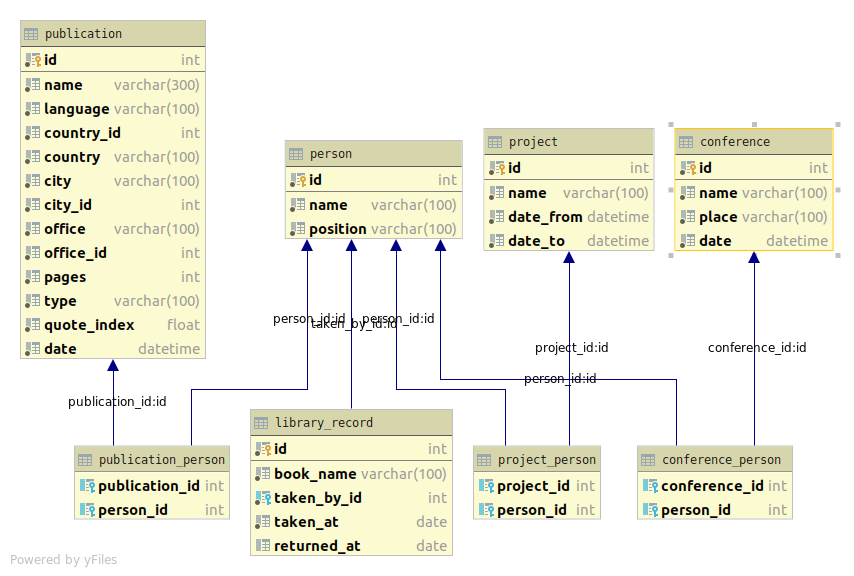 publication
id int
name varchar(300)
language varchar(100)
country_id int
country varchar(100)
city varchar(100)
city_id int
office varchar(100)
office_id int
pages int
type varchar(100)
quote_index float
date datetime
person
id int
name varchar(100)
position varchar(100)
project
id int
name varchar(100)
date_from datetime
date_to datetime
conference
id int
name varchar(100)
place varchar(100)
date datetime
person_id:id
taken_by_id:id
person_id:id
project_id:id
conference_id:id
person_id:id
publication_id:id
publication_person
publication_id int
person_id int
library_record
id int
book_name varchar(100)
taken_by_id int
taken_at date
returned_at date
project_person
project_id int
person_id int
conference_person
conference_id int
person_id int
Powered by yFiles